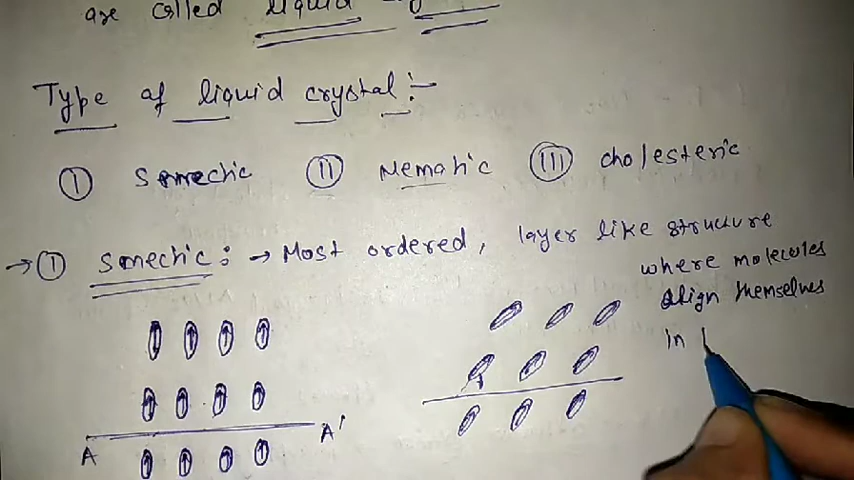 are called liquid
Type of liquid crystal:-
I Smectic II Nematic III cholesteric
→ I Smectic: → Most ordered, layer like structure
where molecules
align themselves
in
A A'